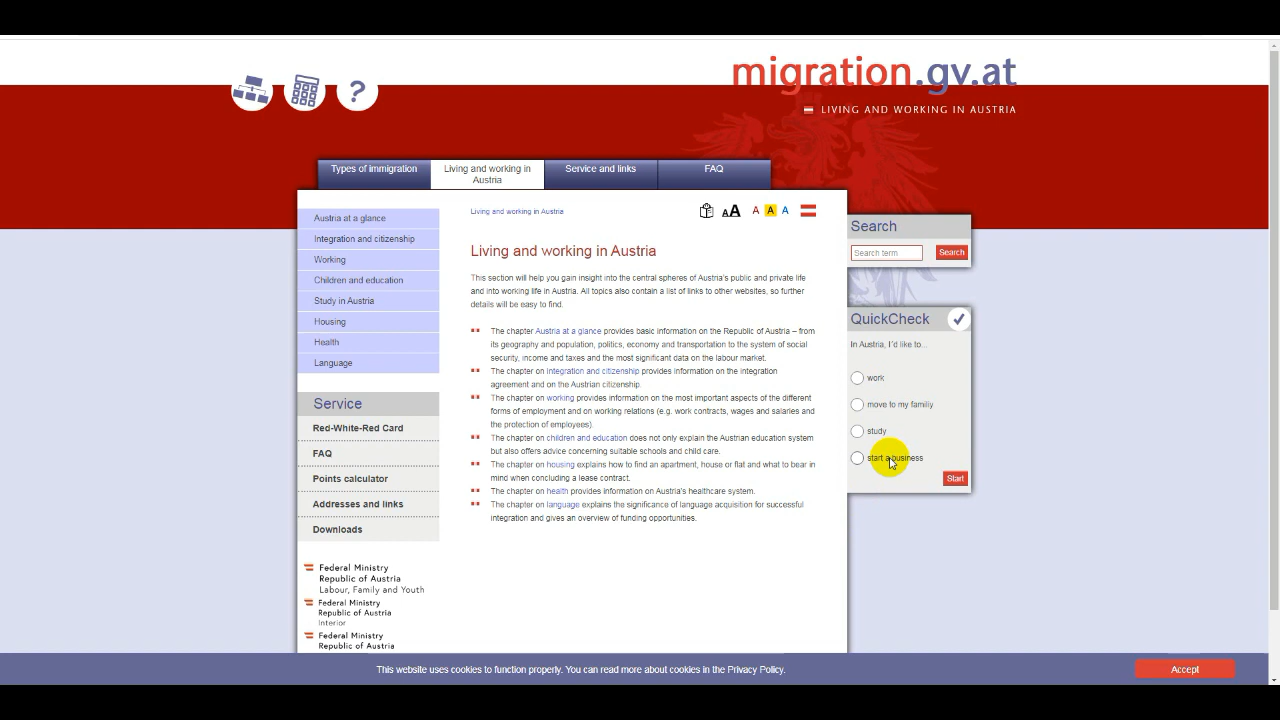 migration.gv.at
LIVING AND WORKING IN AUSTRIA
?
Types of immigration
Living and working in
Austria
Service and links
FAQ
Austria at a glance
Integration and citizenship
Working
Children and education
Study in Austria
Housing
Health
Language
Service
Red-White-Red Card
FAQ
Points calculator
Addresses and links
Downloads
Federal Ministry
Republic of Austria
Labour, Family and Youth
Federal Ministry
Republic of Austria
Interior
Federal Ministry
Republic of Austria
Living and working in Austria
AA A A A
Living and working in Austria
This section will help you gain insight into the central spheres of Austria's public and private life
and into working life in Austria. All topics also contain a list of links to other websites, so further
details will be easy to find.
The chapter Austria at a glance provides basic information on the Republic of Austria – from
its geography and population, politics, economy and transportation to the system of social
security, income and taxes and the most significant data on the labour market.
The chapter on integration and citizenship provides information on the integration
agreement and on the Austrian citizenship.
The chapter on working provides information on the most important aspects of the different
forms of employment and on working relations (e.g. work contracts, wages and salaries and
the protection of employees).
The chapter on children and education does not only explain the Austrian education system
but also offers advice concerning suitable schools and child care.
The chapter on housing explains how to find an apartment, house or flat and what to bear in
mind when concluding a lease contract.
The chapter on health provides information on Austria's healthcare system.
The chapter on language explains the significance of language acquisition for successful
integration and gives an overview of funding opportunities.
Search
Search term
Search
QuickCheck
In Austria, I'd like to...
work
move to my familiy
study
start a business
Start
This website uses cookies to function properly. You can read more about cookies in the Privacy Policy.
Accept